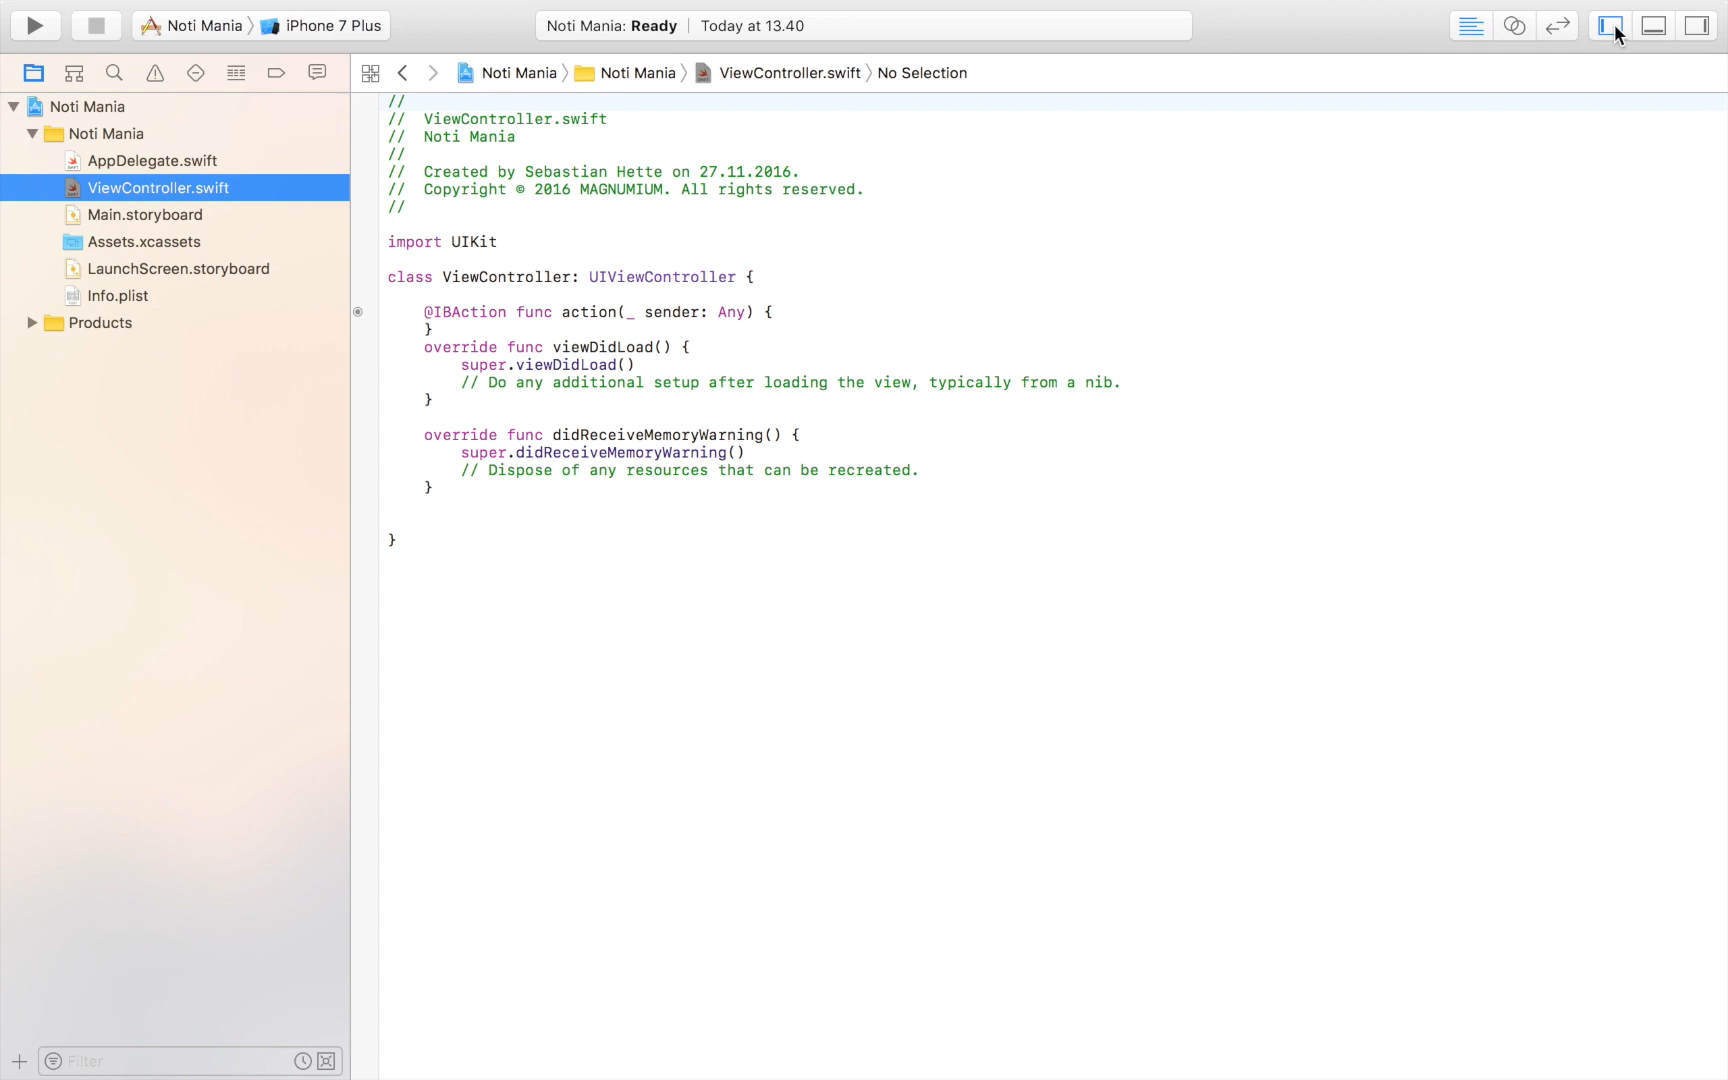 Noti Mania iPhone 7 Plus
Noti Mania: Ready Today at 13.40
Noti Mania Noti Mania ViewController.swift No Selection
Noti Mania
Noti Mania
AppDelegate.swift
ViewController.swift
Main.storyboard
Assets.xcassets
LaunchScreen.storyboard
Info.plist
Products
//
// ViewController.swift
// Noti Mania
//
// Created by Sebastian Hette on 27.11.2016.
// Copyright © 2016 MAGNUMIUM. All rights reserved.
//
import UIKit
class ViewController: UIViewController {
@IBAction func action(_ sender: Any) {
}
override func viewDidLoad() {
super.viewDidLoad()
// Do any additional setup after loading the view, typically from a nib.
}
override func didReceiveMemoryWarning() {
super.didReceiveMemoryWarning()
// Dispose of any resources that can be recreated.
}
}
Filter